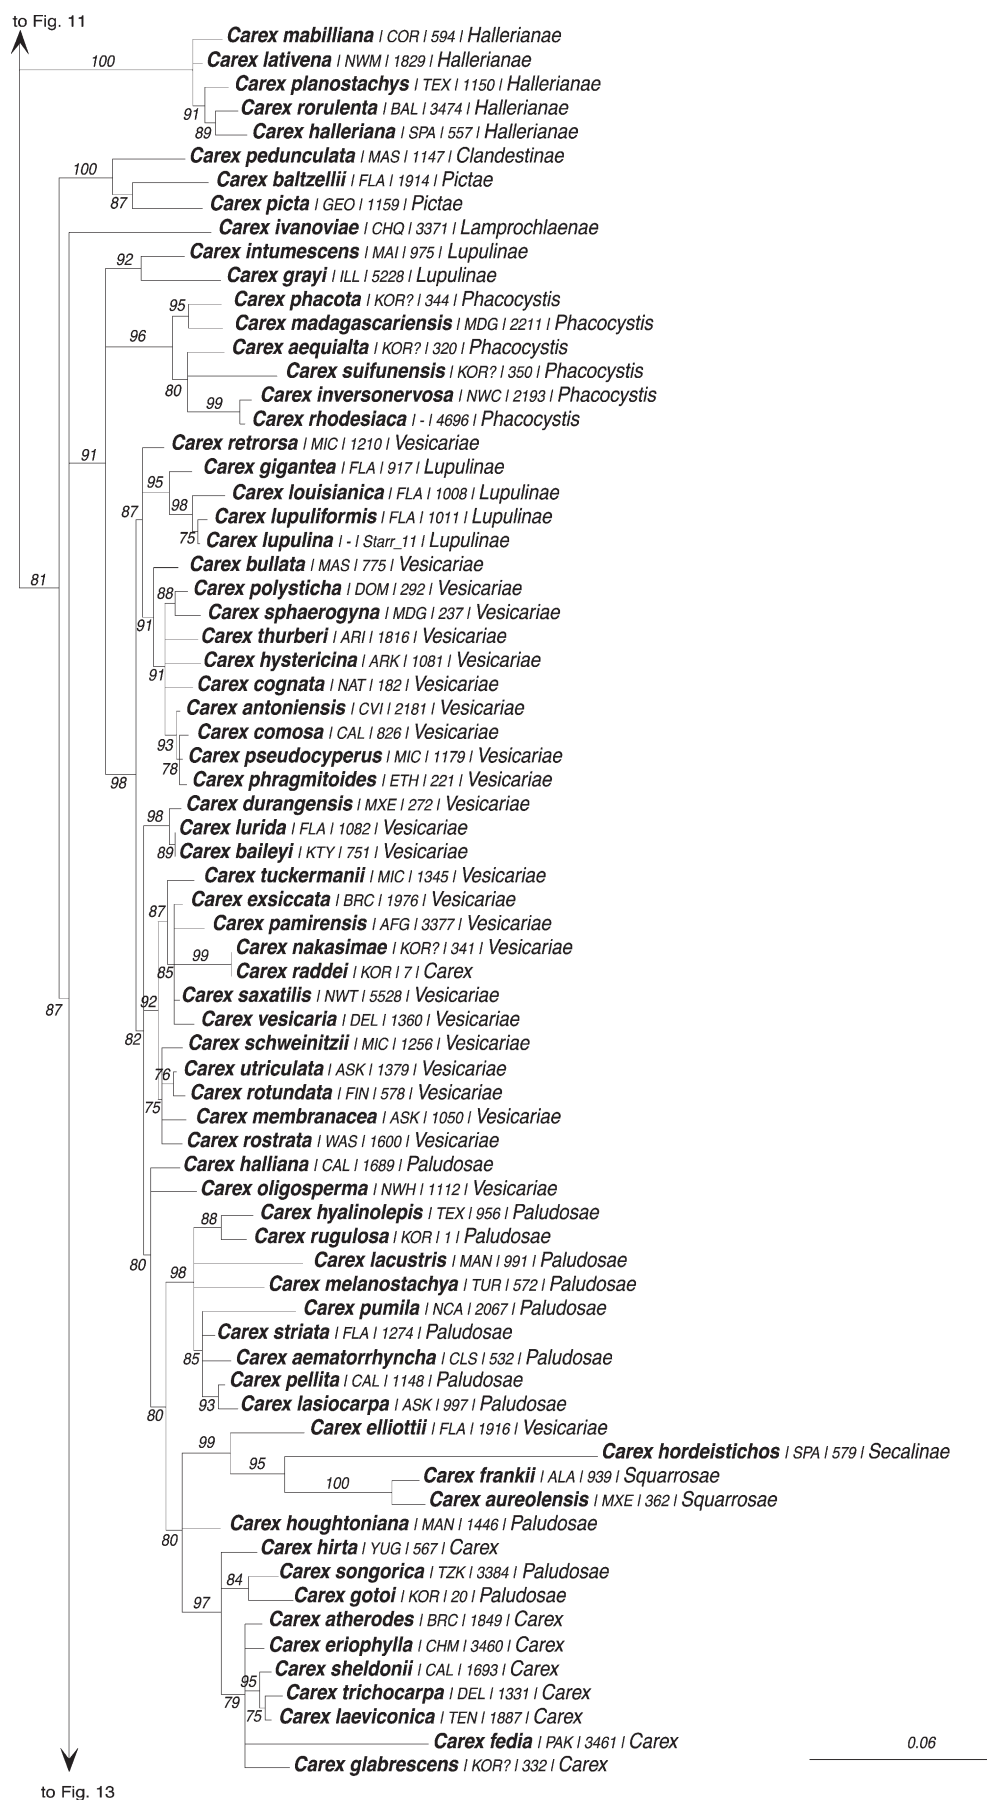 to Fig. 11
Carex mabilliana | COR | 594 | Hallerianae
100
Carex lativena | NWM | 1829 | Hallerianae
Carex planostachys | TEX | 1150 | Hallerianae
91
Carex rorulenta | BAL | 3474 | Hallerianae
89
Carex halleriana | SPA | 557 | Hallerianae
Carex pedunculata | MAS | 1147 | Clandestinae
100
Carex baltzellii | FLA | 1914 | Pictae
87
Carex picta | GEO | 1159 | Pictae
Carex ivanoviae | CHQ | 3371 | Lamprochlaenae
Carex intumescens | MAI | 975 | Lupulinae
92
Carex grayi | ILL | 5228 | Lupulinae
Carex phacota | KOR? | 344 | Phacocystis
95
Carex madagascariensis | MDG | 2211 | Phacocystis
96
Carex aequialta | KOR? | 320 | Phacocystis
Carex suifunensis | KOR? | 350 | Phacocystis
80
Carex inversonervosa | NWC | 2193 | Phacocystis
99
Carex rhodesiaca | - | 4696 | Phacocystis
Carex retrorsa | MIC | 1210 | Vesicariae
91
Carex gigantea | FLA | 917 | Lupulinae
95
Carex louisianica | FLA | 1008 | Lupulinae
98
87
Carex lupuliformis | FLA | 1011 | Lupulinae
75
Carex lupulina | - | Starr_11 | Lupulinae
Carex bullata | MAS | 775 | Vesicariae
81
Carex polysticha | DOM | 292 | Vesicariae
88
Carex sphaerogyna | MDG | 237 | Vesicariae
91
Carex thurberi | ARI | 1816 | Vesicariae
Carex hystericina | ARK | 1081 | Vesicariae
91
Carex cognata | NAT | 182 | Vesicariae
Carex antoniensis | CVI | 2181 | Vesicariae
Carex comosa | CAL | 826 | Vesicariae
93
Carex pseudocyperus | MIC | 1179 | Vesicariae
78
Carex phragmitoides | ETH | 221 | Vesicariae
98
Carex durangensis | MXE | 272 | Vesicariae
98
Carex lurida | FLA | 1082 | Vesicariae
89
Carex baileyi | KTY | 751 | Vesicariae
Carex tuckermanii | MIC | 1345 | Vesicariae
Carex exsiccata | BRC | 1976 | Vesicariae
87
Carex pamirensis | AFG | 3377 | Vesicariae
Carex nakasimae | KOR? | 341 | Vesicariae
99
85
Carex raddei | KOR | 7 | Carex
Carex saxatilis | NWT | 5528 | Vesicariae
92
87
Carex vesicaria | DEL | 1360 | Vesicariae
82
Carex schweinitzii | MIC | 1256 | Vesicariae
Carex utriculata | ASK | 1379 | Vesicariae
76
Carex rotundata | FIN | 578 | Vesicariae
75
Carex membranacea | ASK | 1050 | Vesicariae
Carex rostrata | WAS | 1600 | Vesicariae
Carex halliana | CAL | 1689 | Paludosae
Carex oligosperma | NWH | 1112 | Vesicariae
Carex hyalinolepis | TEX | 956 | Paludosae
88
Carex rugulosa | KOR | 1 | Paludosae
80
Carex lacustris | MAN | 991 | Paludosae
98
Carex melanostachya | TUR | 572 | Paludosae
Carex pumila | NCA | 2067 | Paludosae
Carex striata | FLA | 1274 | Paludosae
85
Carex aematorrhyncha | CLS | 532 | Paludosae
Carex pellita | CAL | 1148 | Paludosae
93
Carex lasiocarpa | ASK | 997 | Paludosae
80
Carex elliottii | FLA | 1916 | Vesicariae
99
Carex hordeistichos | SPA | 579 | Secalinae
95
Carex frankii | ALA | 939 | Squarrosae
100
Carex aureolensis | MXE | 362 | Squarrosae
Carex houghtoniana | MAN | 1446 | Paludosae
80
Carex hirta | YUG | 567 | Carex
Carex songorica | TZK | 3384 | Paludosae
84
Carex gotoi | KOR | 20 | Paludosae
97
Carex atherodes | BRC | 1849 | Carex
Carex eriophylla | CHM | 3460 | Carex
Carex sheldonii | CAL | 1693 | Carex
95
Carex trichocarpa | DEL | 1331 | Carex
79
75
Carex laeviconica | TEN | 1887 | Carex
Carex fedia | PAK | 3461 | Carex
0.06
Carex glabrescens | KOR? | 332 | Carex
to Fig. 13